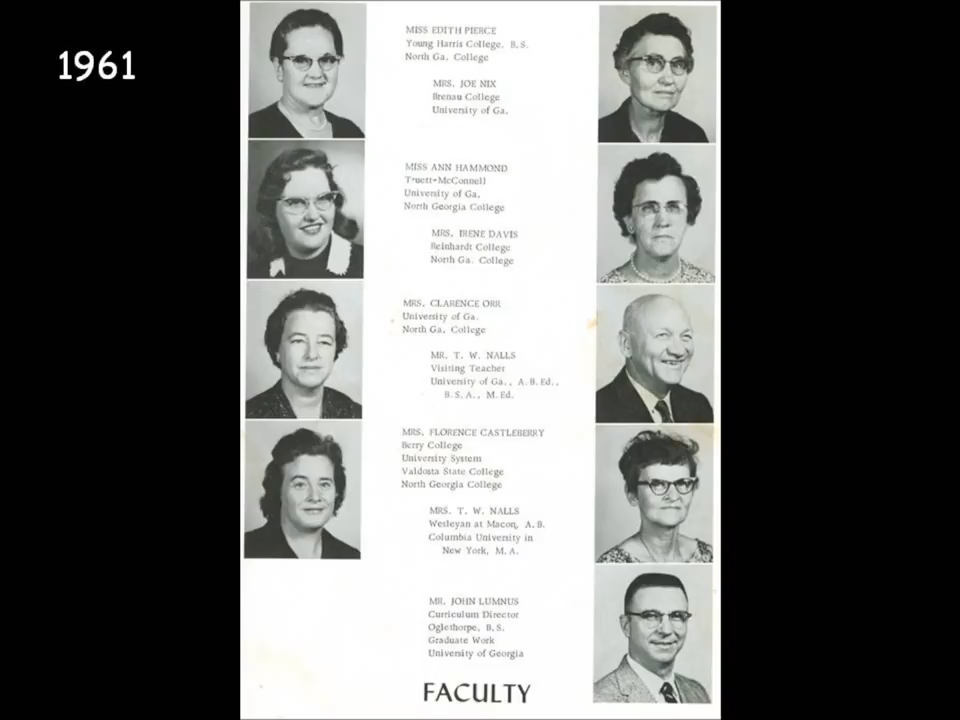 1961
MISS EDITH PIERCE
Young Harris College, B.S.
North Ga. College
MRS. JOE NIX
Brenau College
University of Ga.
MISS ANN HAMMOND
Truett-McConnell
University of Ga.
North Georgia College
MRS. IRENE DAVIS
Reinhardt College
North Ga. College
MRS. CLARENCE ORR
University of Ga.
North Ga. College
MR. T. W. NALLS
Visiting Teacher
University of Ga., A.B.Ed.,
B.S.A., M.Ed.
MRS. FLORENCE CASTLEBERRY
Berry College
University System
Valdosta State College
North Georgia College
MRS. T. W. NALLS
Wesleyan at Macon, A.B.
Columbia University in
New York, M.A.
MR. JOHN LUMNUS
Curriculum Director
Oglethorpe, B.S.
Graduate Work
University of Georgia
FACULTY